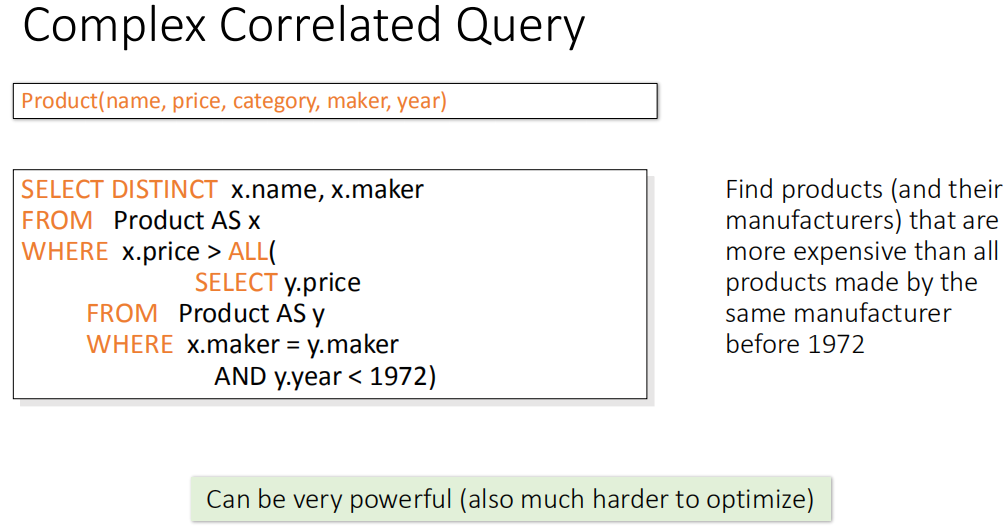 Complex Correlated Query
Product(name, price, category, maker, year)
SELECT DISTINCT x.name, x.maker
FROM Product AS x
WHERE x.price > ALL(
SELECT y.price
FROM Product AS y
WHERE x.maker = y.maker
AND y.year < 1972)
Find products (and their
manufacturers) that are
more expensive than all
products made by the
same manufacturer
before 1972
Can be very powerful (also much harder to optimize)